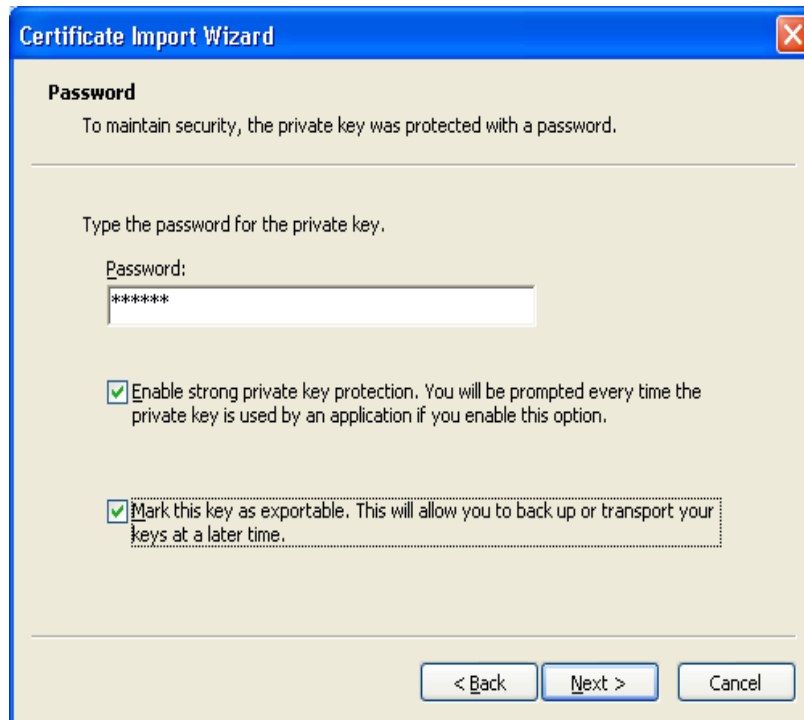 Certificate Import Wizard
Password
To maintain security, the private key was protected with a password.
Type the password for the private key.
Password:
******
Enable strong private key protection. You will be prompted every time the
private key is used by an application if you enable this option.
Mark this key as exportable. This will allow you to back up or transport your
keys at a later time.
< Back Next > Cancel